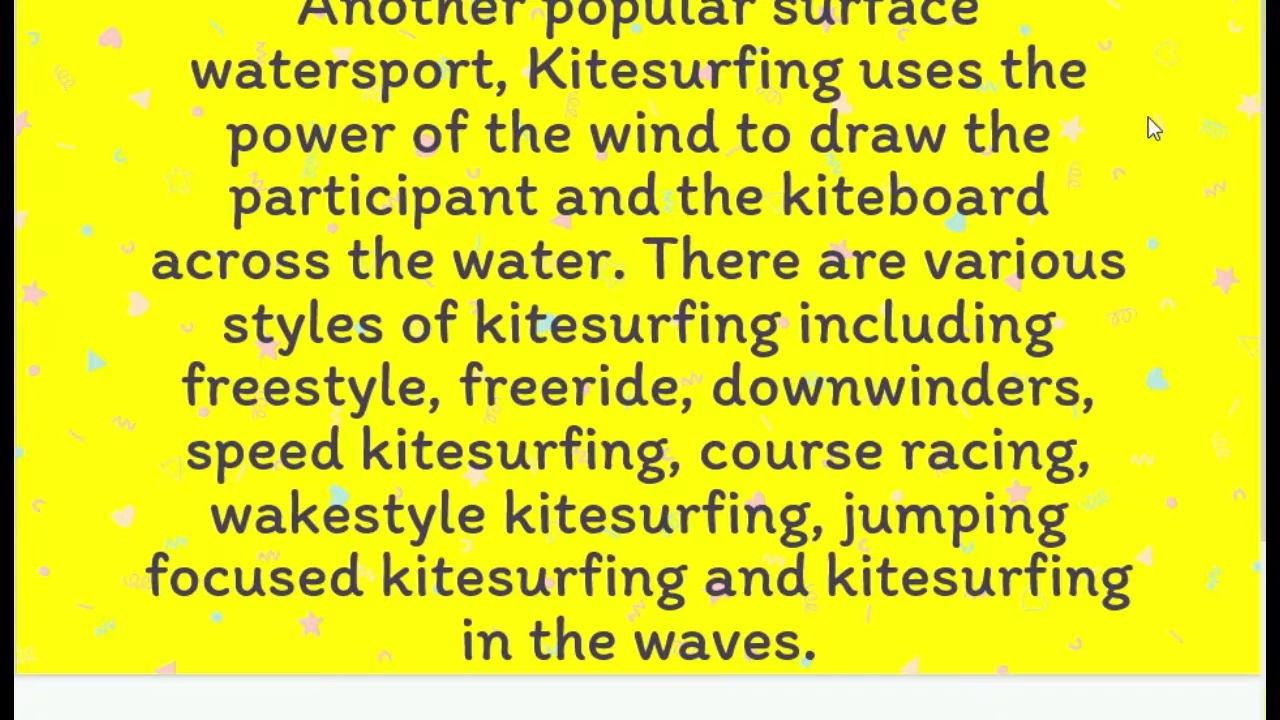 Another popular surface
watersport, Kitesurfing uses the
power of the wind to draw the
participant and the kiteboard
across the water. There are various
styles of kitesurfing including
freestyle, freeride, downwinders,
speed kitesurfing, course racing,
wakestyle kitesurfing, jumping
focused kitesurfing and kitesurfing
in the waves.